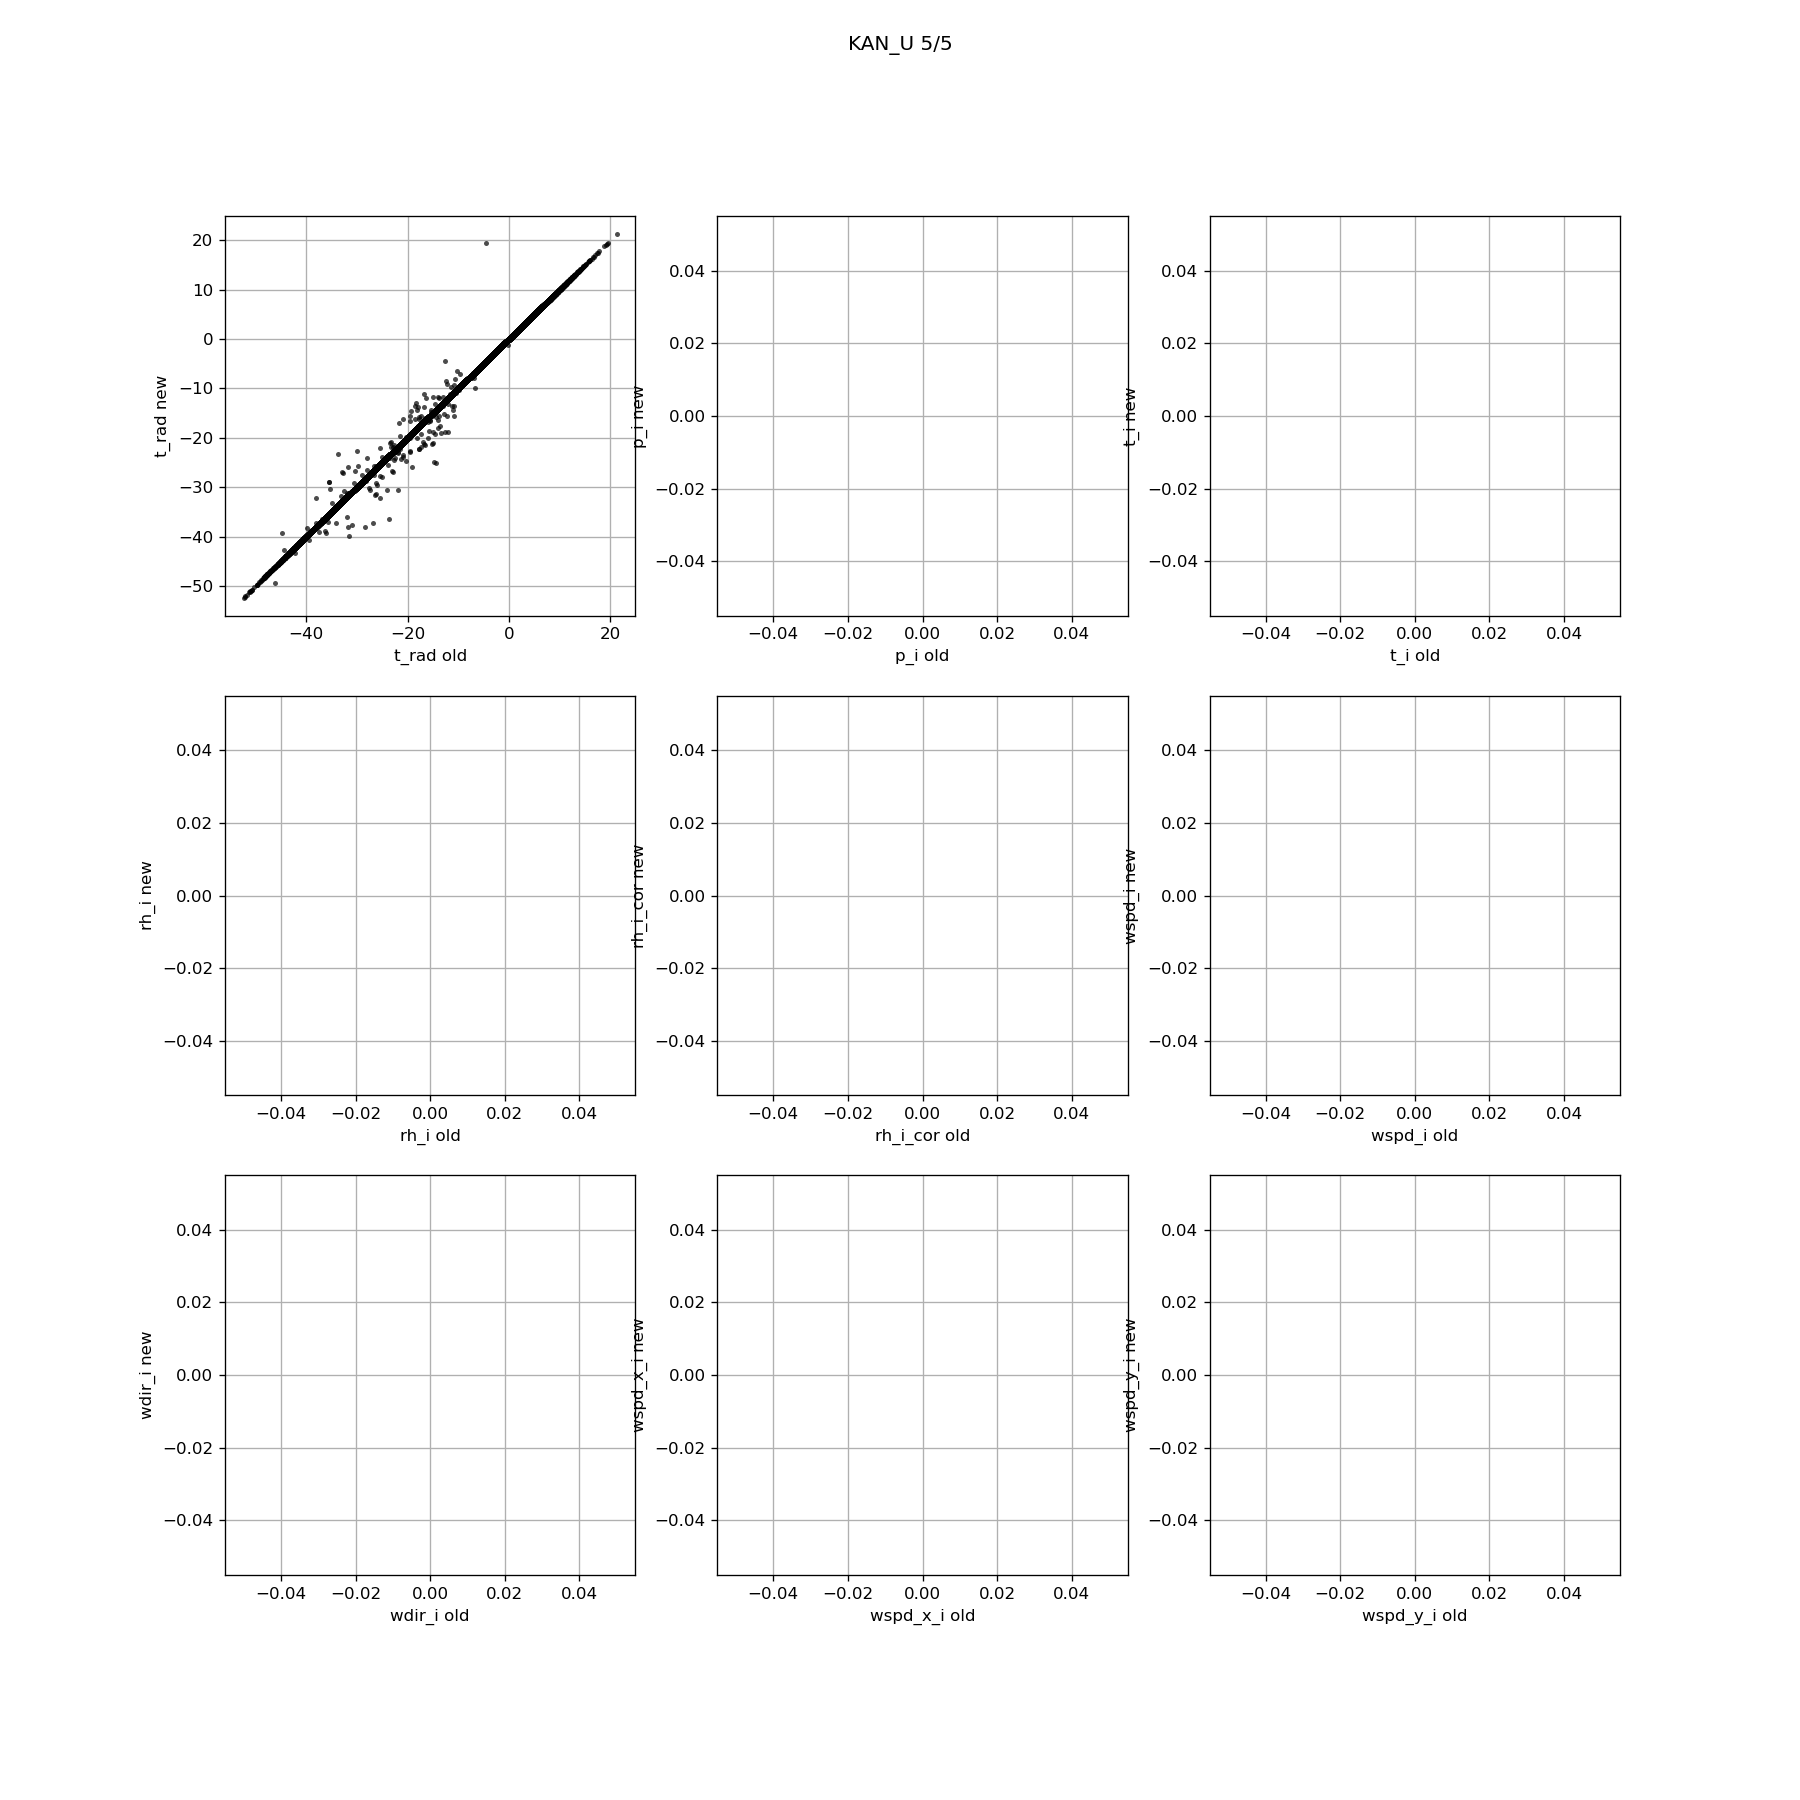 KAN_U 5/5
20
10
0
−10
−20
−30
−40
−50
t_rad new
−40 −20 0 20
t_rad old
0.04
0.02
0.00
−0.02
−0.04
p_i new
−0.04 −0.02 0.00 0.02 0.04
p_i old
0.04
0.02
0.00
−0.02
−0.04
t_i new
−0.04 −0.02 0.00 0.02 0.04
t_i old
0.04
0.02
0.00
−0.02
−0.04
rh_i new
−0.04 −0.02 0.00 0.02 0.04
rh_i old
0.04
0.02
0.00
−0.02
−0.04
rh_i_cor new
−0.04 −0.02 0.00 0.02 0.04
rh_i_cor old
0.04
0.02
0.00
−0.02
−0.04
wspd_i new
−0.04 −0.02 0.00 0.02 0.04
wspd_i old
0.04
0.02
0.00
−0.02
−0.04
wdir_i new
−0.04 −0.02 0.00 0.02 0.04
wdir_i old
0.04
0.02
0.00
−0.02
−0.04
wspd_x_i new
−0.04 −0.02 0.00 0.02 0.04
wspd_x_i old
0.04
0.02
0.00
−0.02
−0.04
wspd_y_i new
−0.04 −0.02 0.00 0.02 0.04
wspd_y_i old